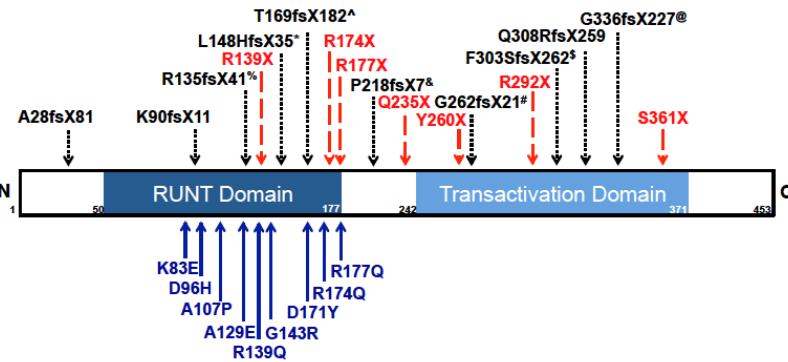 T169fsX182^
G336fsX227@
L148HfsX35*
R174X
Q308RfsX259
R139X
R177X
F303SfsX262$
R135fsX41%
P218fsX7&
R292X
A28fsX81
K90fsX11
Q235X
G262fsX21#
Y260X
S361X
N
RUNT Domain
Transactivation Domain
1
50
177
242
371
453
K83E
R177Q
D96H
R174Q
A107P
D171Y
A129E
G143R
R139Q